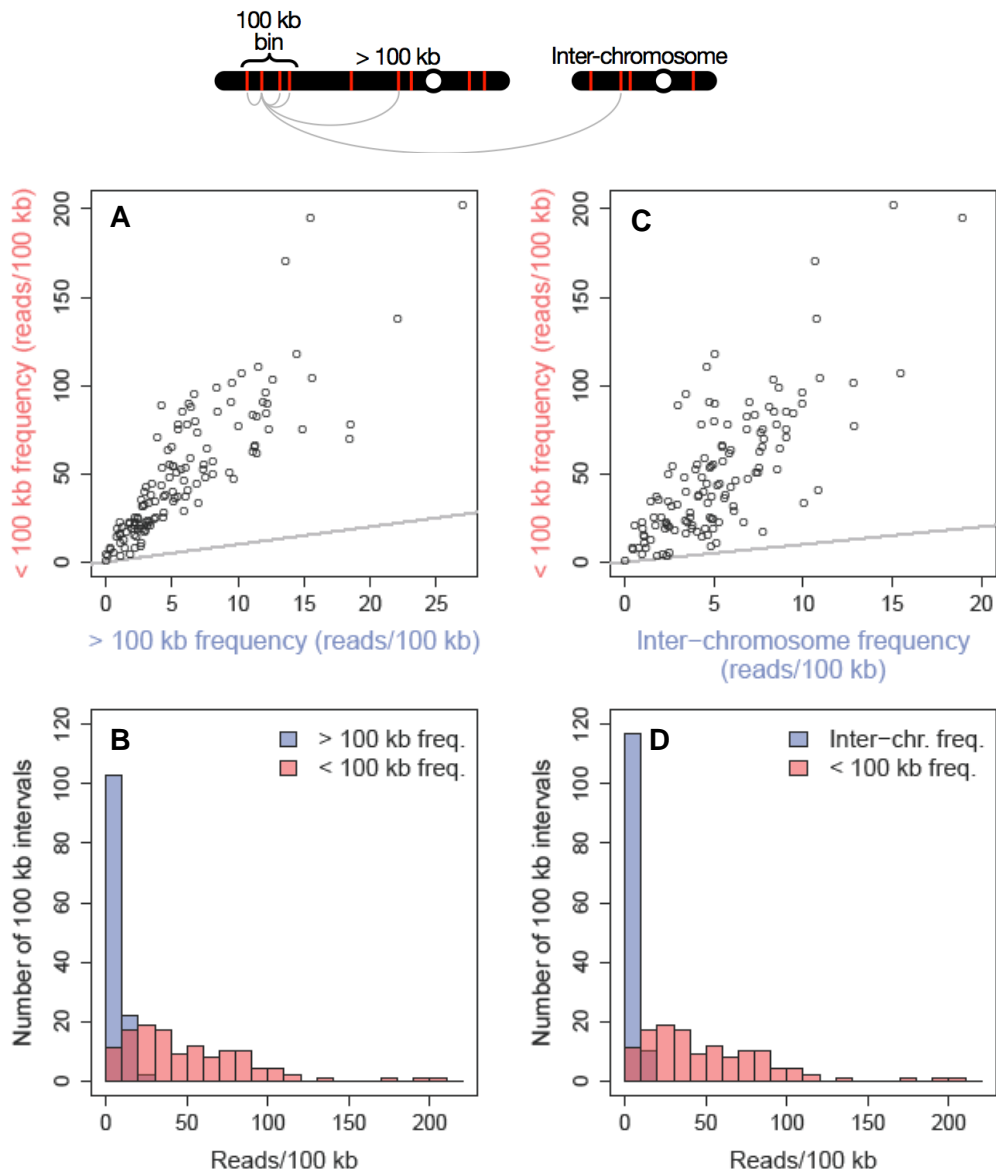 100 kb
bin
> 100 kb
Inter-chromosome
A
< 100 kb frequency (reads/100 kb)
0
50
100
150
200
0 5 10 15 20 25
> 100 kb frequency (reads/100 kb)
C
< 100 kb frequency (reads/100 kb)
0
50
100
150
200
0 5 10 15 20
Inter−chromosome frequency
(reads/100 kb)
B
> 100 kb freq.
< 100 kb freq.
Number of 100 kb intervals
0
20
40
60
80
100
120
0 50 100 150 200
Reads/100 kb
D
Inter−chr. freq.
< 100 kb freq.
Number of 100 kb intervals
0
20
40
60
80
100
120
0 50 100 150 200
Reads/100 kb